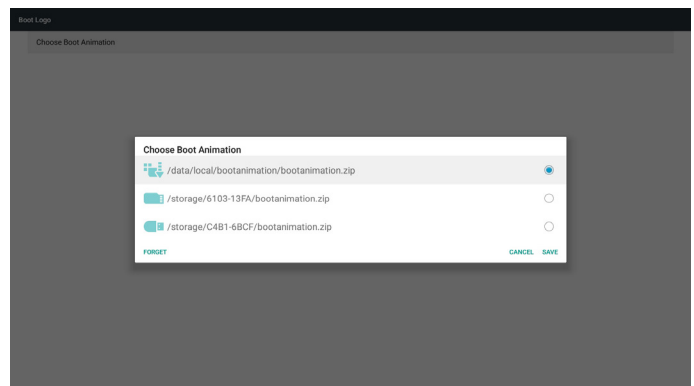 Boot Logo
Choose Boot Animation
Choose Boot Animation
/data/local/bootanimation/bootanimation.zip
/storage/6103-13FA/bootanimation.zip
/storage/C4B1-6BCF/bootanimation.zip
FORGET CANCEL SAVE